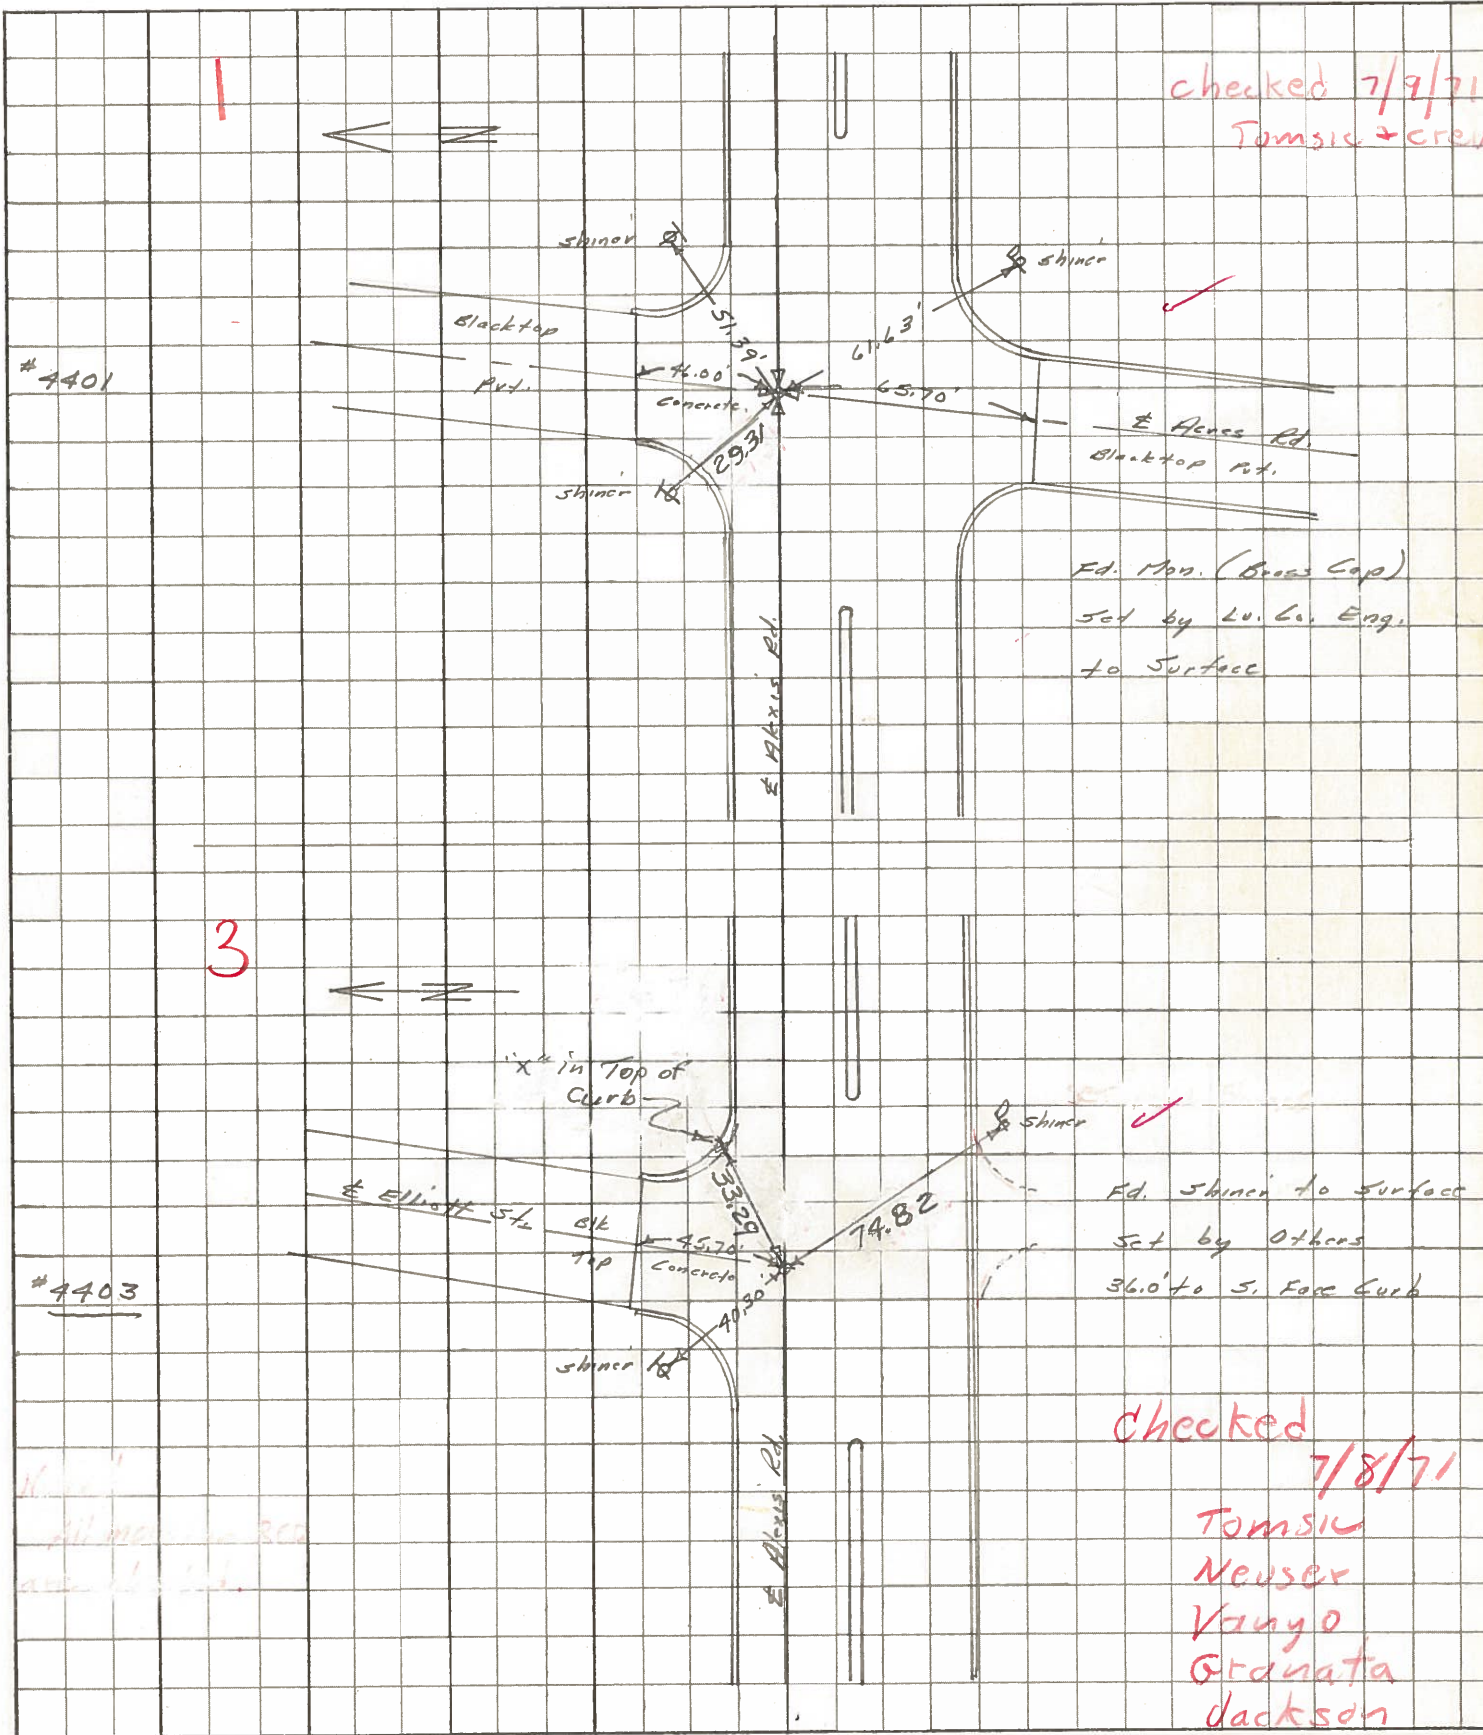 1
checked 7/9/71
Tomsic + crew
N
shiner
shiner
Blacktop
Pvt.
#4401
51.39'
61.63'
46.00'
Concrete.
65.70'
29.31
shiner
℄ Acres Rd.
Blacktop Pvt.
Fd. Mon. (Brass Cap)
Set by Lu. Co. Eng.
to Surface
℄ Alexis Rd.
3
N
"x" in Top of
Curb
shiner
33.29
74.82
℄ Elliott St.
Blk
Top
45.70'
Concrete
Fd. Shiner to Surface
Set by Others
36.0' to S. Face Curb
#4403
40.30'
shiner
℄ Alexis Rd.
Checked
7/8/71
Tomsic
Neuser
Vanyo
Granata
Jackson